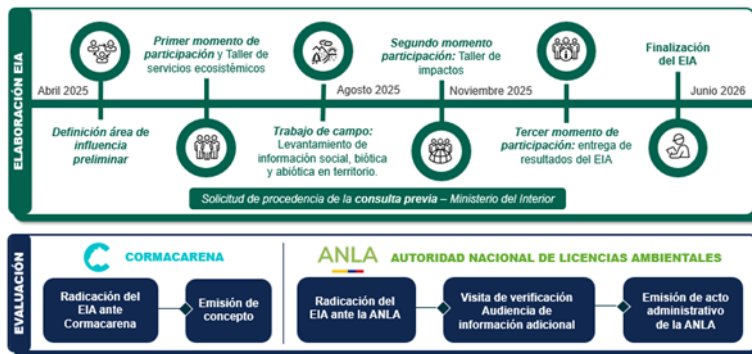 ELABORACIÓN EIA
Abril 2025
Definición área de
influencia
preliminar
Primer momento de
participación y Taller de
servicios ecosistémicos
Agosto 2025
Trabajo de campo:
Levantamiento de
información social, biótica
y abiótica en territorio.
Segundo momento
participación: Taller de
impactos
Noviembre 2025
Tercer momento de
participación: entrega de
resultados del EIA
Finalización
del EIA
Junio 2026
Solicitud de procedencia de la consulta previa – Ministerio del Interior
EVALUACIÓN
CORMACARENA
Radicación del
EIA ante
Cormacarena
Emisión de
concepto
ANLA AUTORIDAD NACIONAL DE LICENCIAS AMBIENTALES
Radicación del
EIA ante la ANLA
Visita de verificación
Audiencia de
información adicional
Emisión de acto
administrativo
de la ANLA